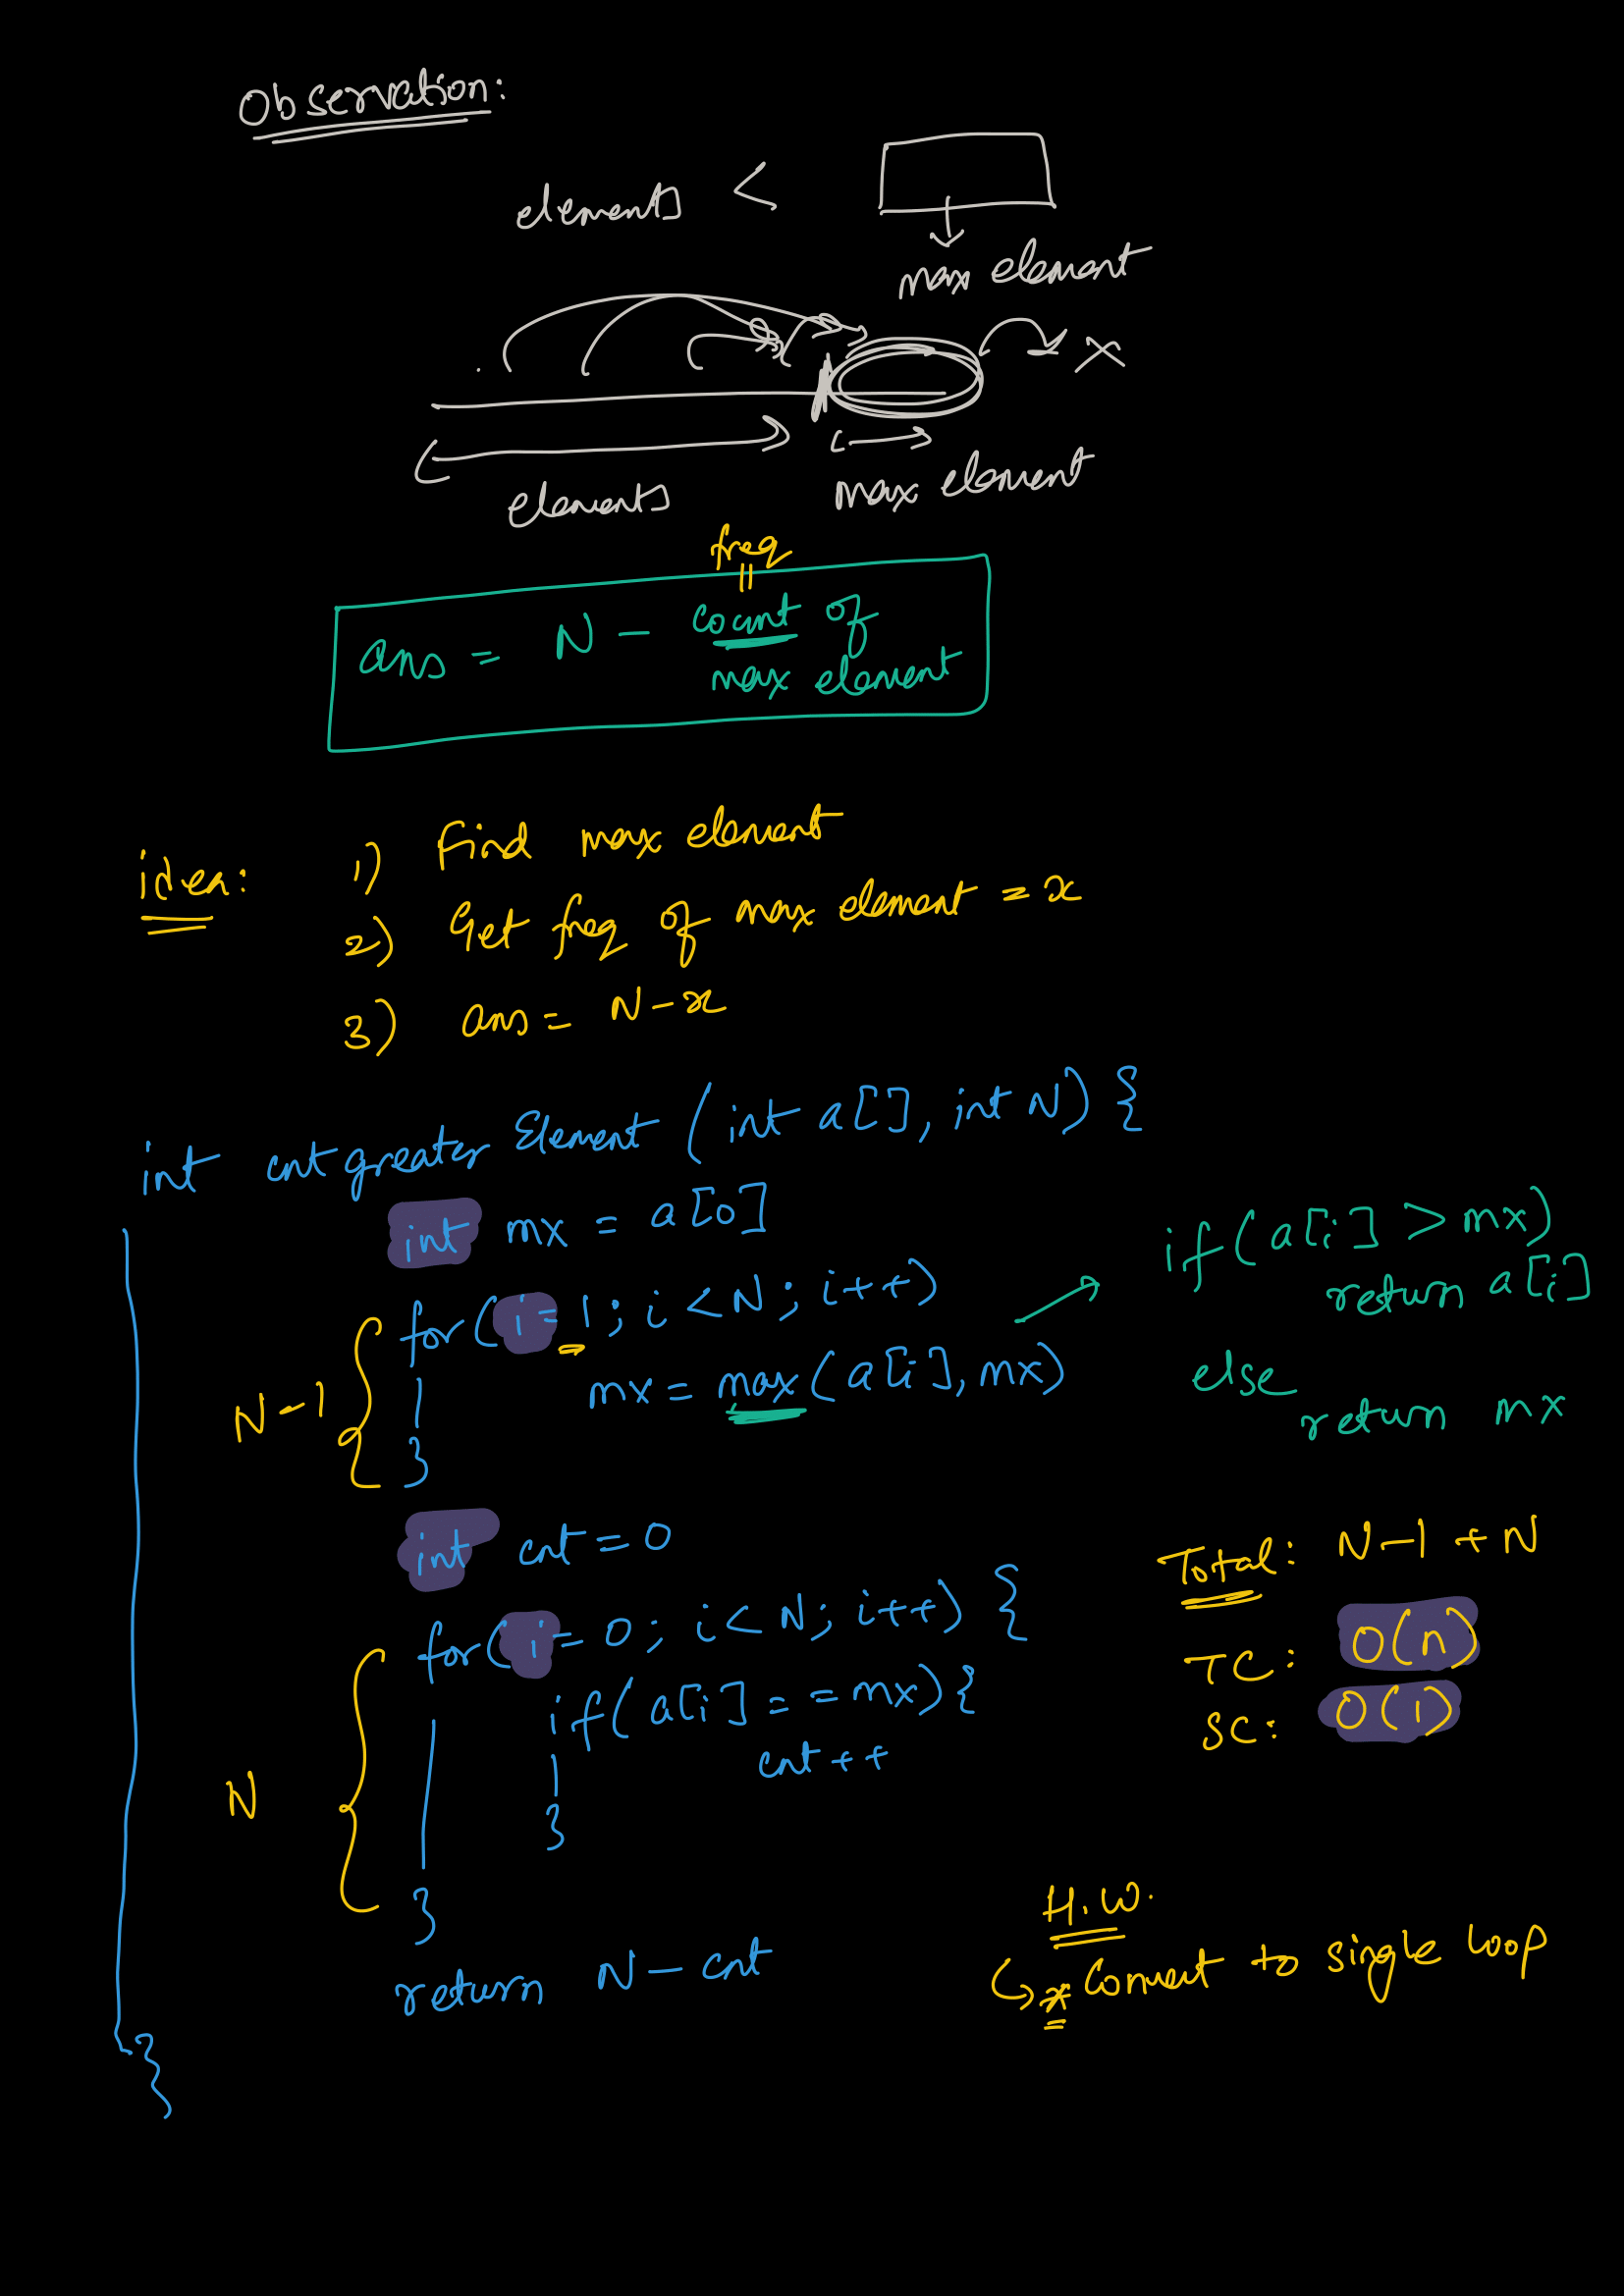 Observation:
elements <
max element
×
elements
max element
freq
||
ans = N - count of
max element
idea:
1) Find max element
2) Get freq of max element = x
3) ans = N - x
int cntgreater Element (int a[], int N) {
int mx = a[0]
for(i=1; i<N; i++)
mx = max(a[i], mx)
}
N-1
if(a[i] > mx)
return a[i]
else
return mx
int cnt = 0
for(i = 0; i < N; i++) {
if(a[i] == mx){
cnt++
}
}
N
return N - cnt
}
Total: N-1 + N
TC: O(n)
SC: O(1)
H.W.
* Convert to single loop